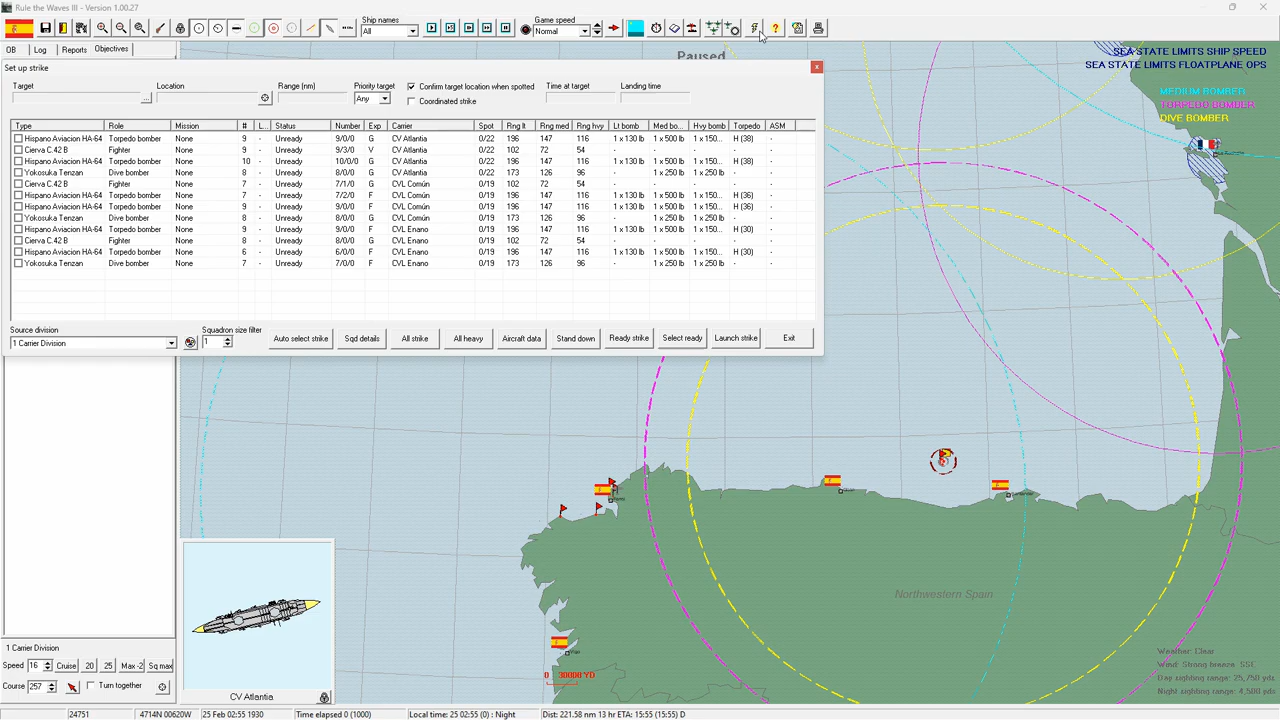 Rule the Waves III - Version 1.00.27
Ship names
All
Game speed
Normal
OB Log Reports Objectives
Paused
SEA STATE LIMITS SHIP SPEED
SEA STATE LIMITS FLOATPLANE OPS
MEDIUM BOMBER
TORPEDO BOMBER
DIVE BOMBER
Set up strike
Target Location Range (nm) Priority target Confirm target location when spotted Time at target Landing time
... Any Coordinated strike
Type Role Mission # L... Status Number Exp Carrier Spot Rng lt Rng med Rng hvy Lt bomb Med bo... Hvy bomb Torpedo ASM
Hispano Aviacion HA-64 Torpedo bomber None 9 - Unready 9/0/0 G CV Atlantia 0/22 196 147 116 1 x 130 lb 1 x 500 lb 1 x 150... H (38) -
Cierva C.42 B Fighter None 9 - Unready 9/3/0 V CV Atlantia 0/22 102 72 54 - - - - -
Hispano Aviacion HA-64 Torpedo bomber None 10 - Unready 10/0/0 G CV Atlantia 0/22 196 147 116 1 x 130 lb 1 x 500 lb 1 x 150... H (38) -
Yokosuka Tenzan Dive bomber None 8 - Unready 8/0/0 G CV Atlantia 0/22 173 126 96 1 x 250 lb 1 x 250 lb - -
Cierva C.42 B Fighter None 7 - Unready 7/1/0 G CVL Común 0/19 102 72 54 - - - - -
Hispano Aviacion HA-64 Torpedo bomber None 9 - Unready 7/2/0 F CVL Común 0/19 196 147 116 1 x 130 lb 1 x 500 lb 1 x 150... H (36) -
Hispano Aviacion HA-64 Torpedo bomber None 9 - Unready 9/0/0 F CVL Común 0/19 196 147 116 1 x 130 lb 1 x 500 lb 1 x 150... H (36) -
Yokosuka Tenzan Dive bomber None 8 - Unready 8/0/0 G CVL Común 0/19 173 126 96 1 x 250 lb 1 x 250 lb - -
Hispano Aviacion HA-64 Torpedo bomber None 9 - Unready 9/0/0 F CVL Enano 0/19 196 147 116 1 x 130 lb 1 x 500 lb 1 x 150... H (30) -
Cierva C.42 B Fighter None 8 - Unready 8/0/0 G CVL Enano 0/19 102 72 54 - - - - -
Hispano Aviacion HA-64 Torpedo bomber None 6 - Unready 6/0/0 F CVL Enano 0/19 196 147 116 1 x 130 lb 1 x 500 lb 1 x 150... H (30) -
Yokosuka Tenzan Dive bomber None 7 - Unready 7/0/0 F CVL Enano 0/19 173 126 96 1 x 250 lb 1 x 250 lb - -
Source division Squadron size filter
1 Carrier Division 1 Auto select strike Sqd details All strike All heavy Aircraft data Stand down Ready strike Select ready Launch strike Exit
Northwestern Spain
Vigo
0 30000 YD
1 Carrier Division
Speed 16 Cruise 20 25 Max -2 Sq max
Course 257 Turn together
CV Atlantia
Weather: Clear
Wind: Strong breeze SSE
Day sighting range: 25,750 yds
Night sighting range: 4,500 yds
24751 4714N 00620W 25 Feb 02:55 1930 Time elapsed 0 (1000) Local time: 25 02:55 (0) : Night Dist: 221.58 nm 13 hr ETA: 15:55 (15:55) D